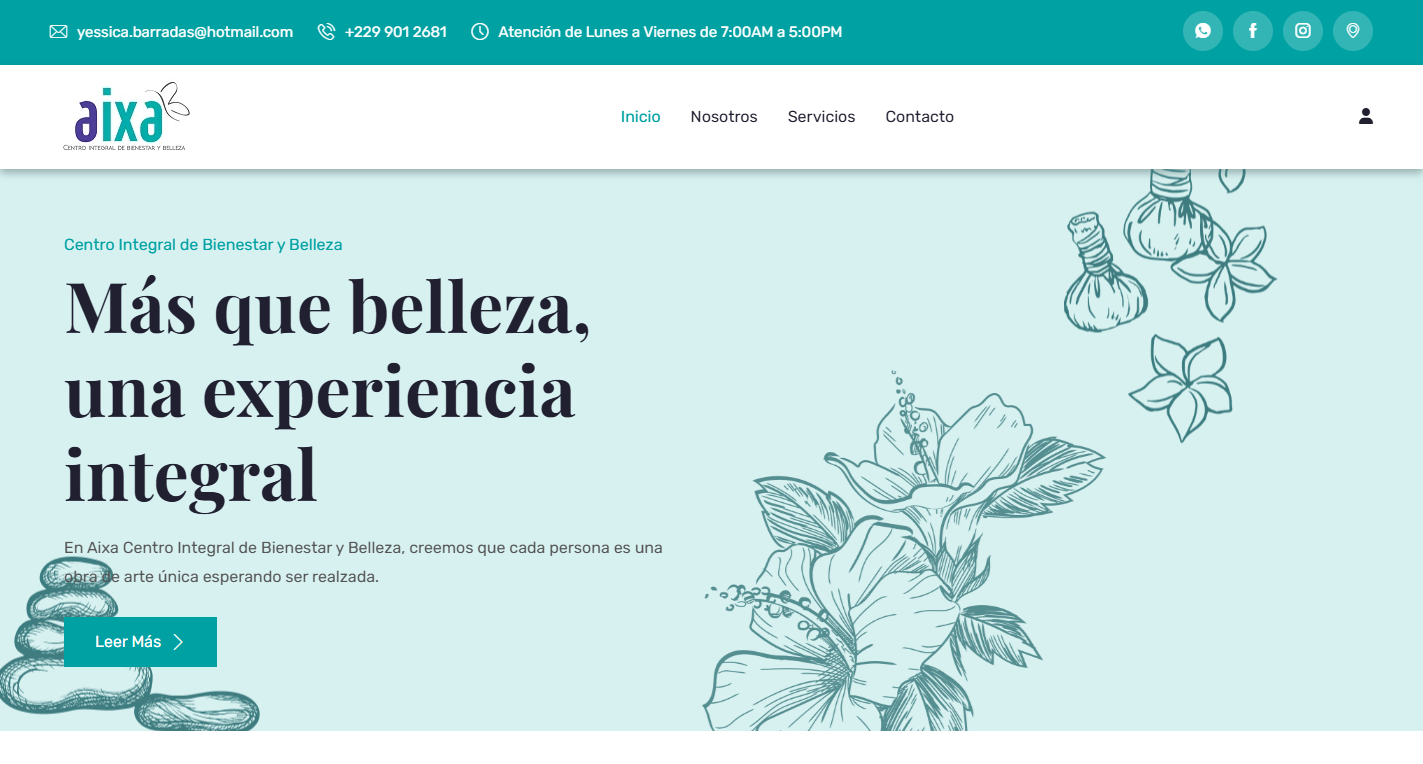 yessica.barradas@hotmail.com +229 901 2681 Atención de Lunes a Viernes de 7:00AM a 5:00PM
aixa
CENTRO INTEGRAL DE BIENESTAR Y BELLEZA
Inicio Nosotros Servicios Contacto
Centro Integral de Bienestar y Belleza
Más que belleza,
una experiencia
integral
En Aixa Centro Integral de Bienestar y Belleza, creemos que cada persona es una
obra de arte única esperando ser realzada.
Leer Más